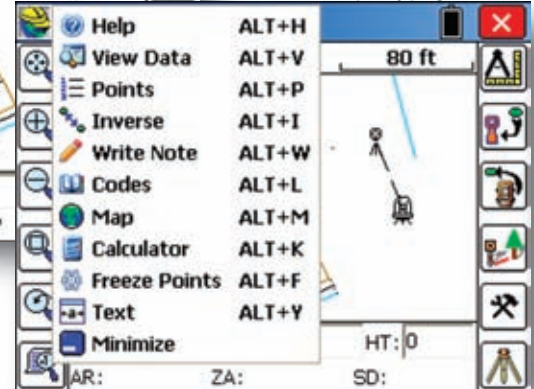 Help ALT+H
View Data ALT+V
80 ft
Points ALT+P
Inverse ALT+I
Write Note ALT+W
Codes ALT+L
Map ALT+M
Calculator ALT+K
Freeze Points ALT+F
Text ALT+Y
Minimize
HT: 0
AR: ZA: SD: